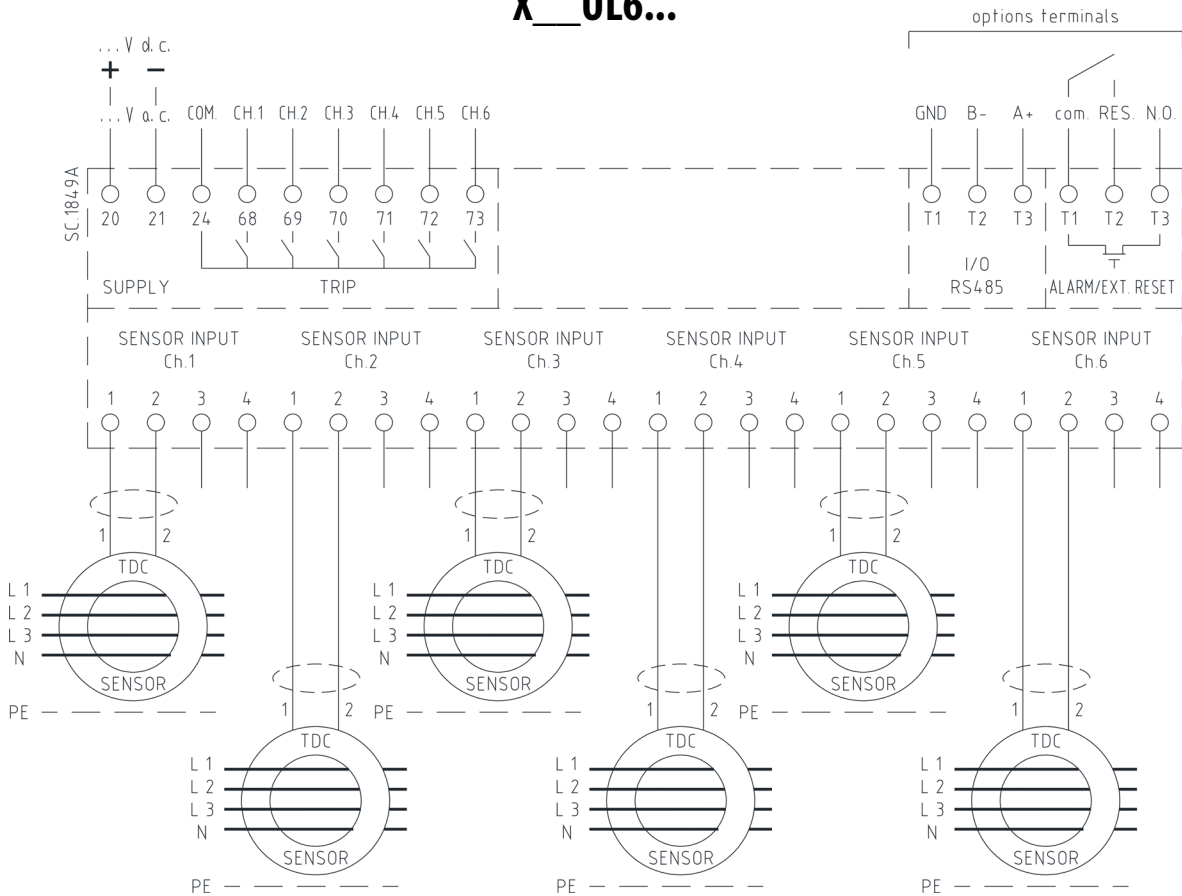 X__UL6...
options terminals
... V d. c.
+ −
... V a. c. COM. CH.1 CH.2 CH.3 CH.4 CH.5 CH.6 GND B- A+ com. RES. N.O.
SC.1849A
20 21 24 68 69 70 71 72 73 T1 T2 T3 T1 T2 T3
I/O
SUPPLY TRIP RS485 ALARM/EXT. RESET
SENSOR INPUT SENSOR INPUT SENSOR INPUT SENSOR INPUT SENSOR INPUT SENSOR INPUT
Ch.1 Ch.2 Ch.3 Ch.4 Ch.5 Ch.6
1 2 3 4 1 2 3 4 1 2 3 4 1 2 3 4 1 2 3 4 1 2 3 4
1 2 1 2 1 2
TDC TDC TDC
L 1 L 1 L 1
L 2 L 2 L 2
L 3 L 3 L 3
N N N
SENSOR SENSOR SENSOR
PE 1 2 PE 1 2 PE 1 2
TDC TDC TDC
L 1 L 1 L 1
L 2 L 2 L 2
L 3 L 3 L 3
N N N
SENSOR SENSOR SENSOR
PE PE PE